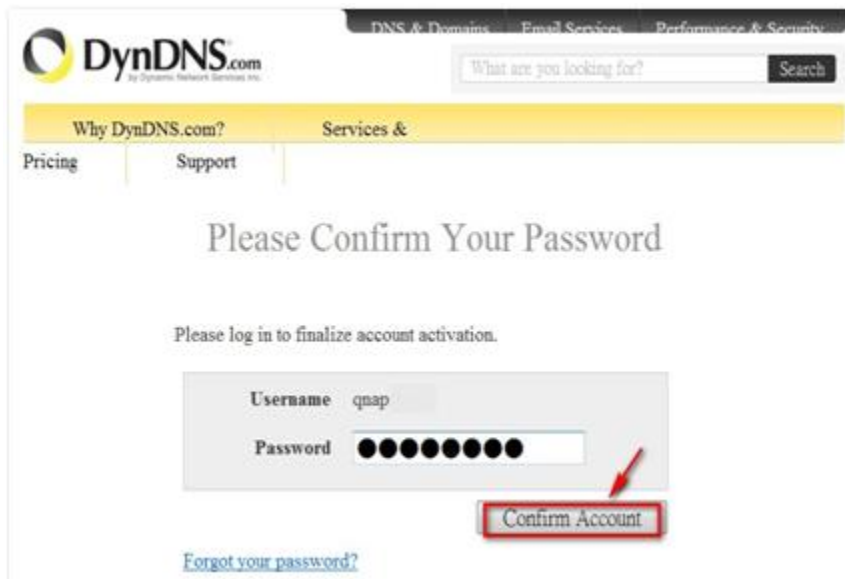 DNS & Domains Email Services Performance & Security
DynDNS.com
by Dynamic Network Services Inc.
What are you looking for? Search
Why DynDNS.com? Services &
Pricing Support
Please Confirm Your Password
Please log in to finalize account activation.
Username qnap
Password ●●●●●●●●
Confirm Account
Forgot your password?